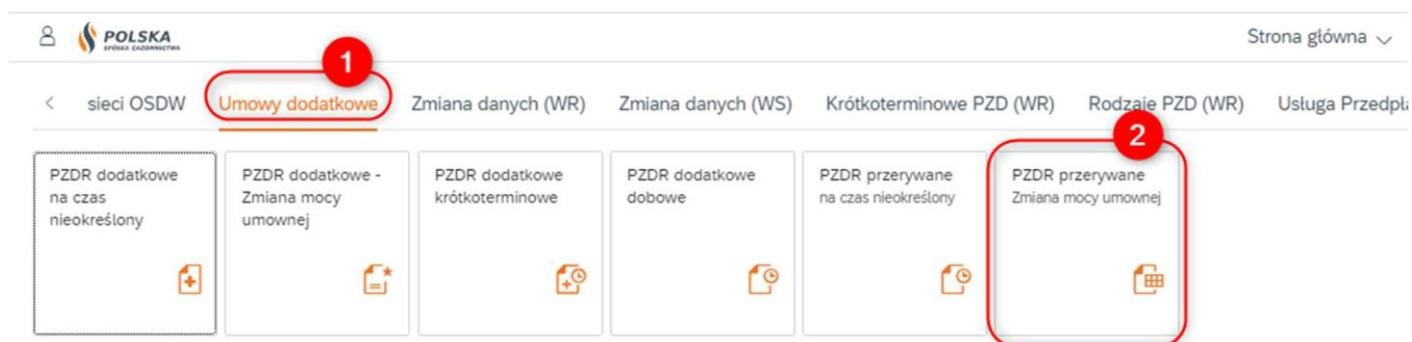 POLSKA
SPÓŁKA GAZOWNICTWA
Strona główna
1
sieci OSDW Umowy dodatkowe Zmiana danych (WR) Zmiana danych (WS) Krótkoterminowe PZD (WR) Rodzaje PZD (WR) Usługa Przedpł
2
PZDR dodatkowe
na czas
nieokreślony
PZDR dodatkowe -
Zmiana mocy
umownej
PZDR dodatkowe
krótkoterminowe
PZDR dodatkowe
dobowe
PZDR przerywane
na czas nieokreślony
PZDR przerywane
Zmiana mocy umownej